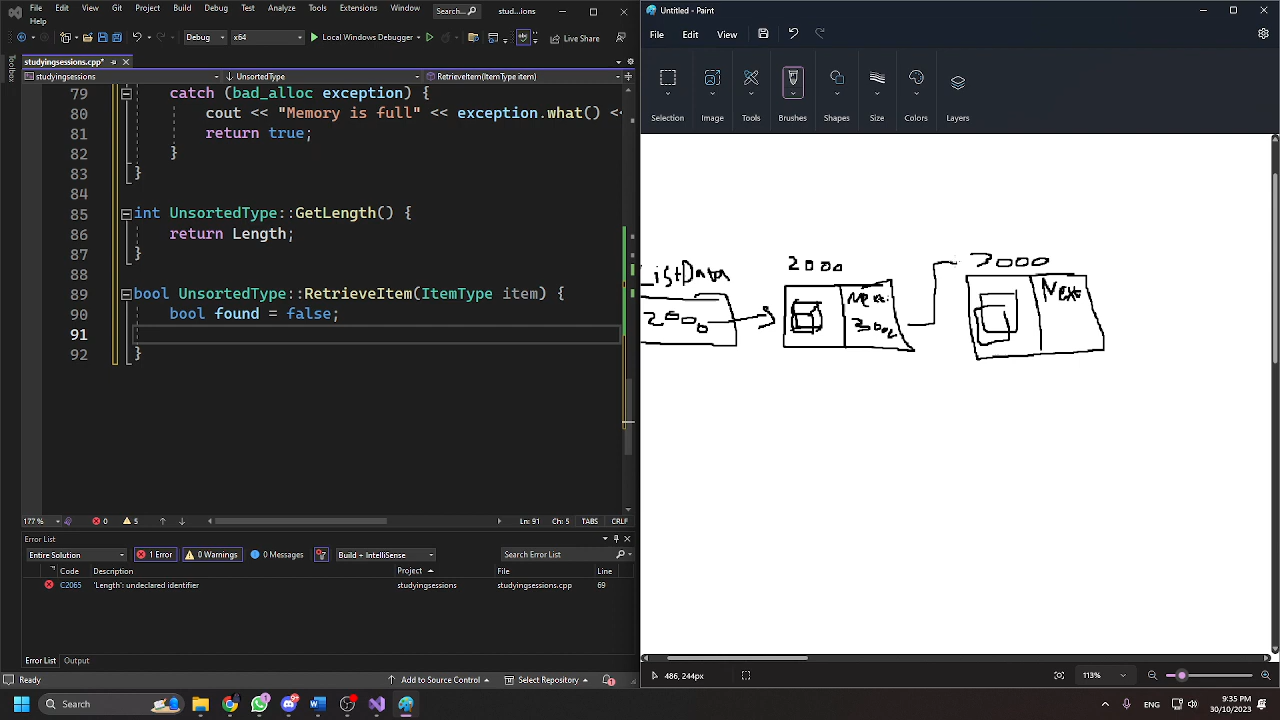 File
Edit
View
Git
Project
Build
Debug
Test
Analyze
Tools
Extensions
Window
Search
stud...ions
Help
Debug
x64
Local Windows Debugger
Live Share
studyingsessions.cpp*
studyingsessions
UnsortedType
RetrieveItem(ItemType item)
Toolbox
79 catch (bad_alloc exception) {
80 cout << "Memory is full" << exception.what() <<
81 return true;
82 }
83 }
84
85 int UnsortedType::GetLength() {
86 return Length;
87 }
88
89 bool UnsortedType::RetrieveItem(ItemType item) {
90 bool found = false;
91
92 }
177 %
0
5
Ln: 91
Ch: 5
TABS
CRLF
Error List
Entire Solution
1 Error
0 Warnings
0 Messages
Build + IntelliSense
Search Error List
Code
Description
Project
File
Line
C2065
'Length': undeclared identifier
studyingsessions
studyingsessions.cpp
69
Error List
Output
Ready
Add to Source Control
Select Repository
Untitled - Paint
File
Edit
View
Selection
Image
Tools
Brushes
Shapes
Size
Colors
Layers
istData
2000
2000
Next
3000
3000
Next
486, 244px
113%
Search
9:35 PM
30/10/2023